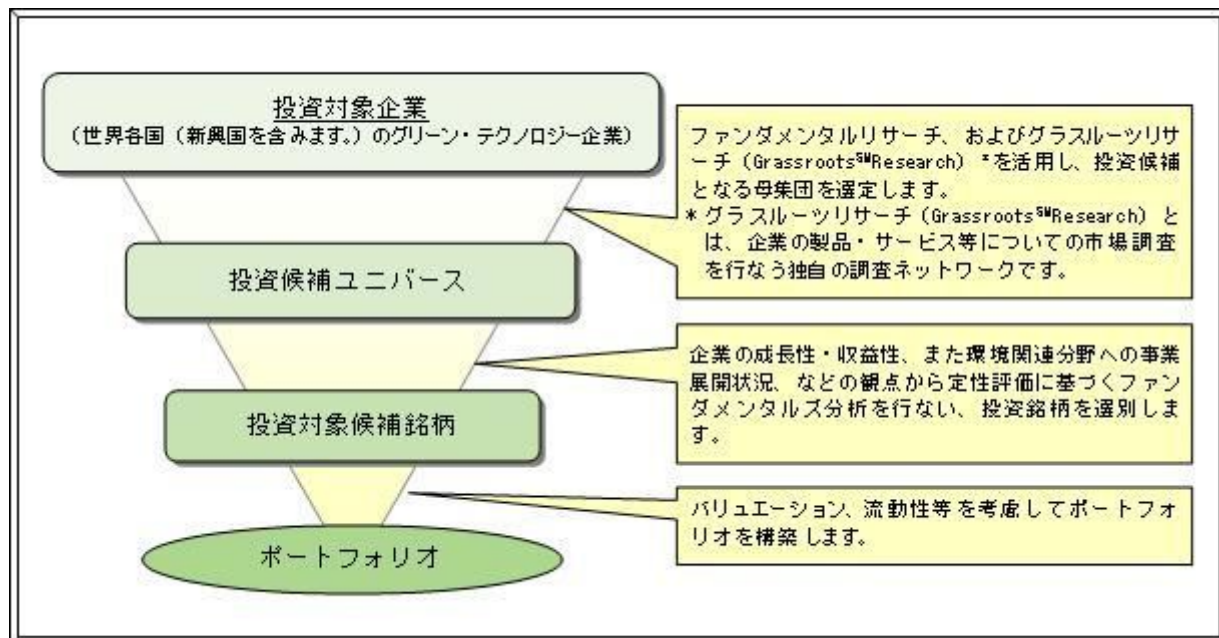 投資対象企業
(世界各国(新興国を含みます。)のグリーン・テクノロジー企業)
ファンダメンタルリサーチ、およびグラスルーツリサ
ーチ(Grassroots℠Research)*を活用し、投資候補
となる母集団を選定します。
*グラスルーツリサーチ(Grassroots℠Research)と
は、企業の製品・サービス等についての市場調査
を行なう独自の調査ネットワークです。
投資候補ユニバース
企業の成長性・収益性、また環境関連分野への事業
展開状況、などの観点から定性評価に基づくファン
ダメンタルズ分析を行ない、投資銘柄を選別しま
す。
投資対象候補銘柄
バリュエーション、流動性等を考慮してポートフォ
リオを構築します。
ポートフォリオ